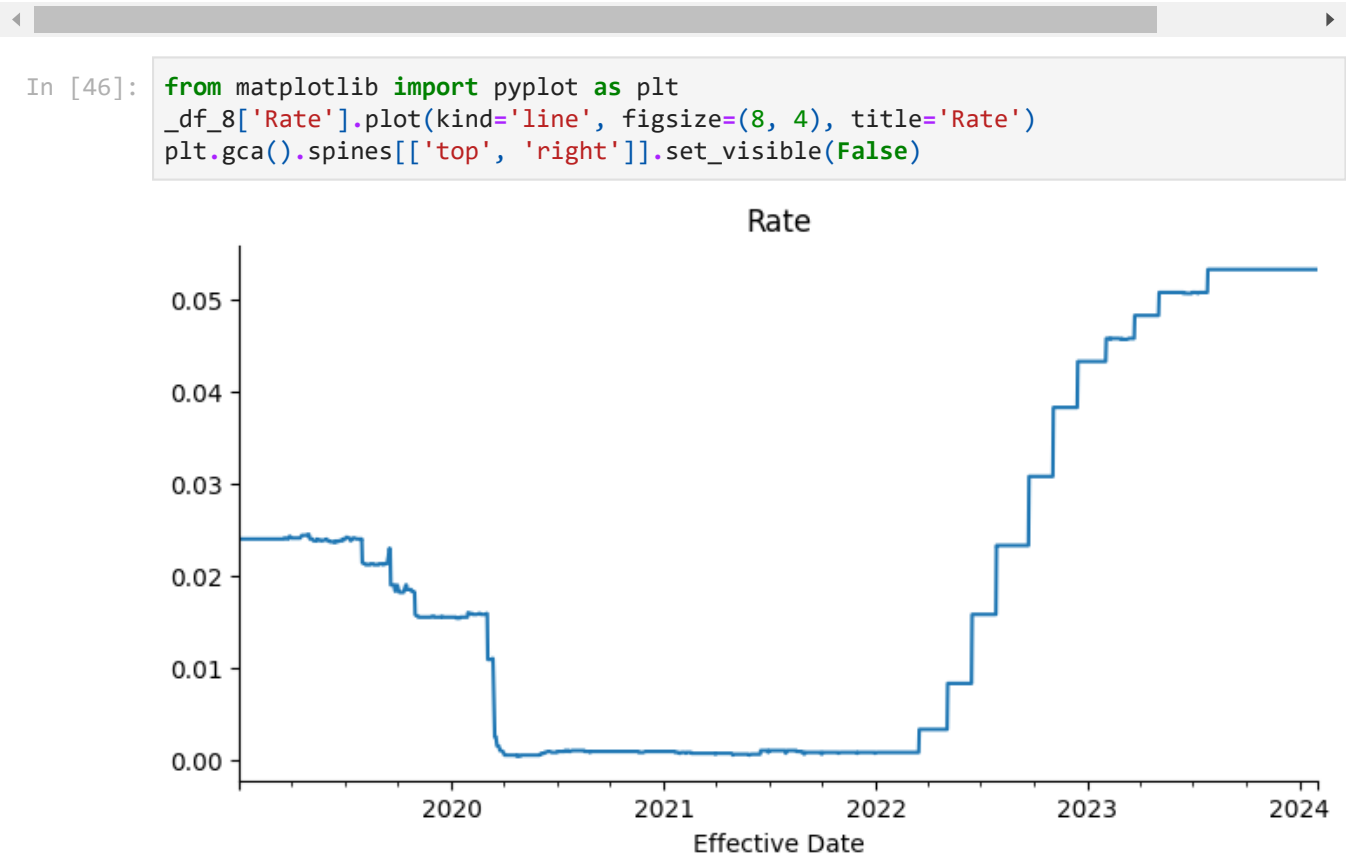 In [46]:
from matplotlib import pyplot as plt
_df_8['Rate'].plot(kind='line', figsize=(8, 4), title='Rate')
plt.gca().spines[['top', 'right']].set_visible(False)
Rate
0.05
0.04
0.03
0.02
0.01
0.00
2020 2021 2022 2023 2024
Effective Date